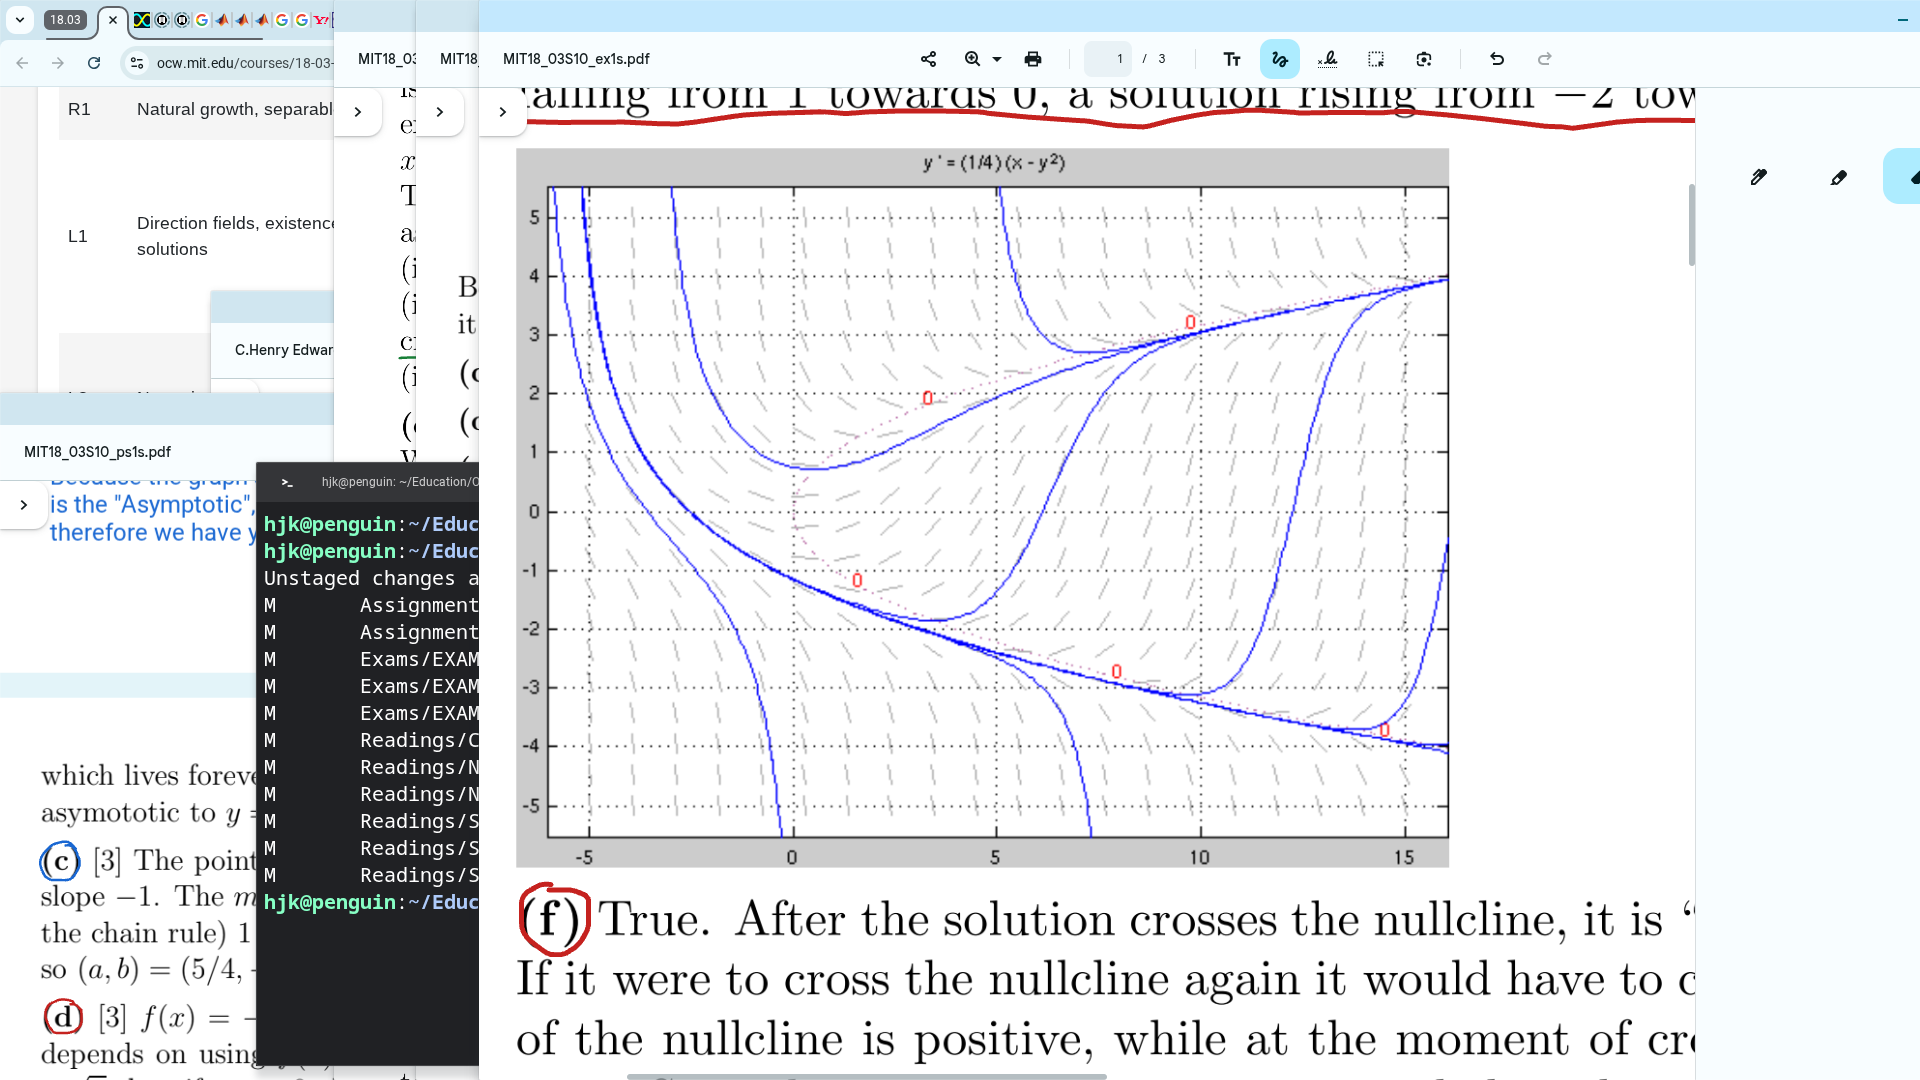 18.03
ocw.mit.edu/courses/18-03-
R1 Natural growth, separabl
L1 Direction fields, existence
solutions
C.Henry Edwar
MIT18_03S10_ps1s.pdf
is the "Asymptotic",
therefore we have y
which lives foreve
asymototic to y =
(c) [3] The point
slope −1. The m
the chain rule) 1
so (a, b) = (5/4,
(d) [3] f(x) = −
depends on using
hjk@penguin: ~/Education/O
hjk@penguin:~/Educ
hjk@penguin:~/Educ
Unstaged changes a
M Assignment
M Assignment
M Exams/EXAM
M Exams/EXAM
M Exams/EXAM
M Readings/C
M Readings/N
M Readings/N
M Readings/S
M Readings/S
M Readings/S
hjk@penguin:~/Educ
MIT18_03
MIT18_
B
it
MIT18_03S10_ex1s.pdf
1 / 3
falling from 1 towards 0, a solution rising from −2 tow
y ' = (1/4) (x - y²)
5
4
3
2
1
0
-1
-2
-3
-4
-5
0
0
0
0
0
-5 0 5 10 15
(f) True. After the solution crosses the nullcline, it is “
If it were to cross the nullcline again it would have to c
of the nullcline is positive, while at the moment of cro